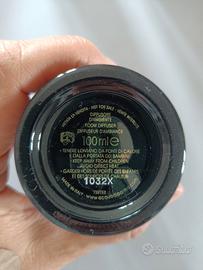 NOT FOR SALE
DIFFUSORE
D'AMBIENTE
ROOM DIFFUSER
DIFFUSEUR D'AMBIANCE
100ml e
• TENERE LONTANO DA FONTI DI CALORE
E DALLA PORTATA DEI BAMBINI
KEEP AWAY FROM CHILDREN
AVOID DIRECT HEAT
• GARDER HORS DE PORTÉE DES ENFANTS
ET DES SOURCES DE CHALEUR
TESTER
1032X
MADE IN ITALY